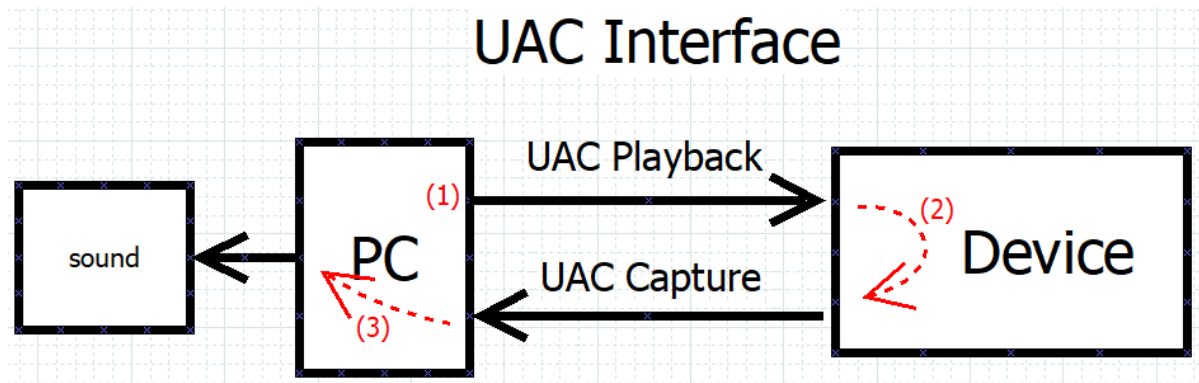 UAC Interface
UAC Playback
(1)
(2)
sound
PC
Device
UAC Capture
(3)